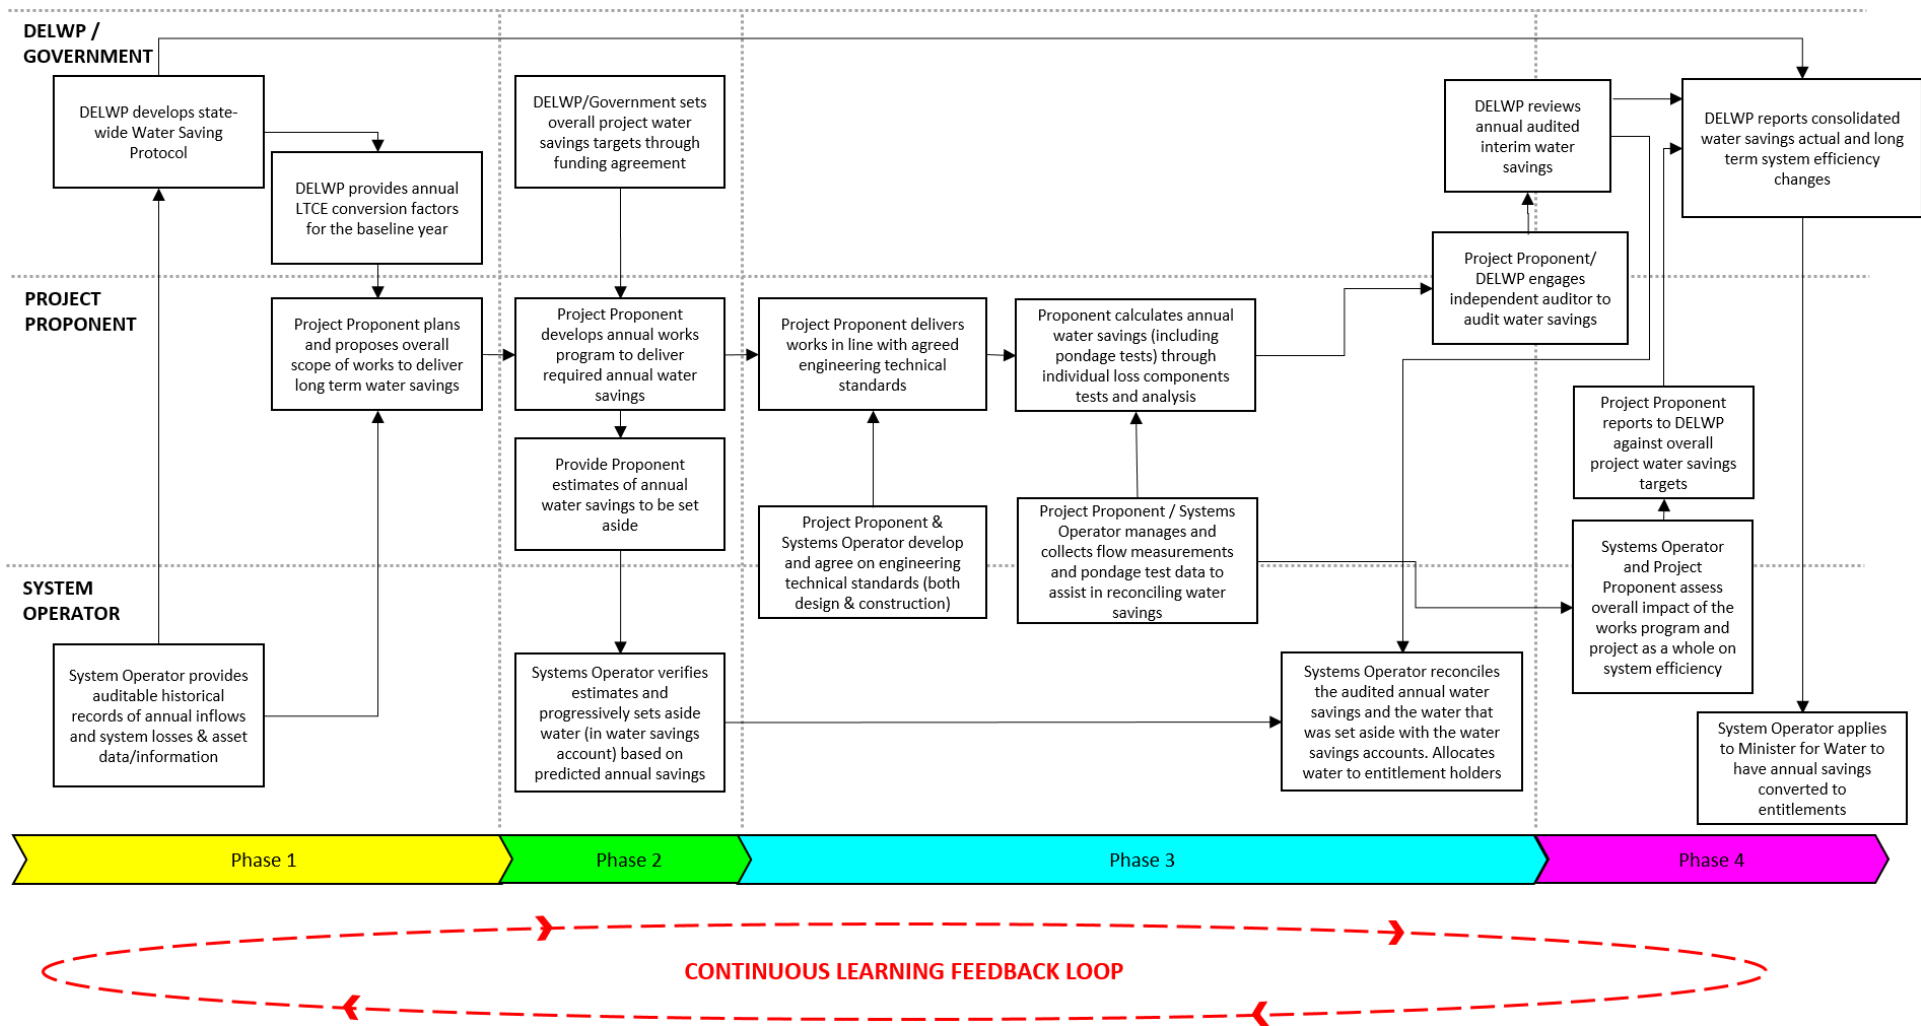 DELWP /
GOVERNMENT
DELWP develops state-
wide Water Saving
Protocol
DELWP provides annual
LTCE conversion factors
for the baseline year
DELWP/Government sets
overall project water
savings targets through
funding agreement
DELWP reviews
annual audited
interim water
savings
DELWP reports consolidated
water savings actual and long
term system efficiency
changes
PROJECT
PROPONENT
Project Proponent plans
and proposes overall
scope of works to deliver
long term water savings
Project Proponent
develops annual works
program to deliver
required annual water
savings
Project Proponent delivers
works in line with agreed
engineering technical
standards
Proponent calculates annual
water savings (including
pondage tests) through
individual loss components
tests and analysis
Project Proponent/
DELWP engages
independent auditor to
audit water savings
Provide Proponent
estimates of annual
water savings to be set
aside
Project Proponent &
Systems Operator develop
and agree on engineering
technical standards (both
design & construction)
Project Proponent / Systems
Operator manages and
collects flow measurements
and pondage test data to
assist in reconciling water
savings
Project Proponent
reports to DELWP
against overall
project water savings
targets
Systems Operator
and Project
Proponent assess
overall impact of the
works program and
project as a whole on
system efficiency
SYSTEM
OPERATOR
System Operator provides
auditable historical
records of annual inflows
and system losses & asset
data/information
Systems Operator verifies
estimates and
progressively sets aside
water (in water savings
account) based on
predicted annual savings
Systems Operator reconciles
the audited annual water
savings and the water that
was set aside with the water
savings accounts. Allocates
water to entitlement holders
System Operator applies
to Minister for Water to
have annual savings
converted to
entitlements
Phase 1
Phase 2
Phase 3
Phase 4
CONTINUOUS LEARNING FEEDBACK LOOP